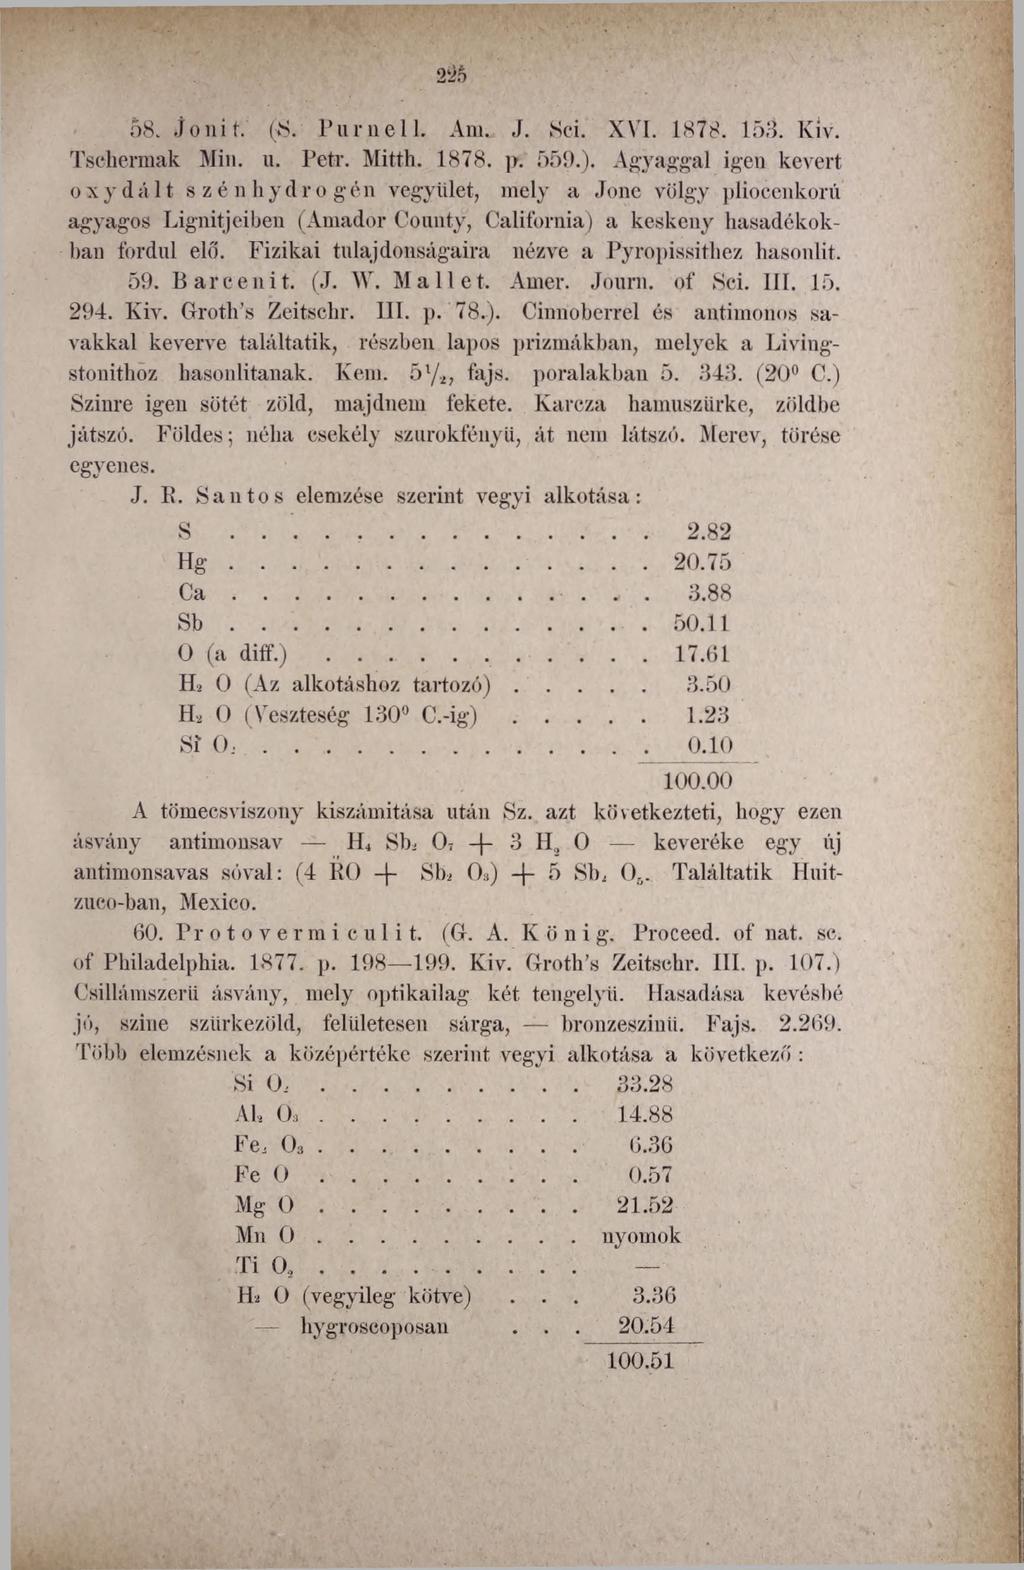 225
58. Jonit. (S. Purnell. Am. J. Sci. XVI. 1878. 153. Kiv.
Tschermak Min. u. Petr. Mitth. 1878. p. 559.). Agyaggal igen kevert
oxydált szénhydrogén vegyület, mely a Jone völgy pliocenkorú
agyagos Lignitjeiben (Amador County, California) a keskeny hasadékok-
ban fordul elő. Fizikai tulajdonságaira nézve a Pyropissithez hasonlit.
59. Barcenit. (J. W. Mallet. Amer. Journ. of Sci. III. 15.
294. Kiv. Groth's Zeitschr. III. p. 78.). Cinnoberrel és antimonos sa-
vakkal keverve találtatik, részben lapos prizmákban, melyek a Living-
stonithoz hasonlitanak. Kem. 5½, fajs. poralakban 5. 343. (20⁰ C.)
Szinre igen sötét zöld, majdnem fekete. Karcza hamuszürke, zöldbe
játszó. Földes; néha csekély szurokfényü, át nem látszó. Merev, törése
egyenes.
J. R. Santos elemzése szerint vegyi alkotása:
S . . . . . . . . . . . . . . 2.82
Hg . . . . . . . . . . . . . . 20.75
Ca . . . . . . . . . . . . . . 3.88
Sb . . . . . . . . . . . . . . 50.11
O (a diff.) . . . . . . . . . . . 17.61
H₂ O (Az alkotáshoz tartozó) . . . . . 3.50
H₂ O (Veszteség 130⁰ C.-ig) . . . . . 1.23
Si O₂ . . . . . . . . . . . . . 0.10
100.00
A tömecsviszony kiszámitása után Sz. azt következteti, hogy ezen
ásvány antimonsav — H₄ Sb₂ O₇ + 3 H₂ O — keveréke egy új
antimonsavas sóval: (4 R̈O + Sb₂ O₃) + 5 Sb₂ O₅. Találtatik Huit-
zuco-ban, Mexico.
60. Protovermiculit. (G. A. König. Proceed. of nat. sc.
of Philadelphia. 1877. p. 198—199. Kiv. Groth's Zeitschr. III. p. 107.)
Csillámszerü ásvány, mely optikailag két tengelyü. Hasadása kevésbé
jó, szine szürkezöld, felületesen sárga, — bronzeszinü. Fajs. 2.269.
Több elemzésnek a középértéke szerint vegyi alkotása a következő:
Si O₂ . . . . . . . . . 33.28
Al₂ O₃ . . . . . . . . . 14.88
Fe₂ O₃ . . . . . . . . . 6.36
Fe O . . . . . . . . . 0.57
Mg O . . . . . . . . . 21.52
Mn O . . . . . . . . . nyomok
Ti O₂ . . . . . . . . . —
H₂ O (vegyileg kötve) . . . 3.36
— hygroscoposan . . . 20.54
100.51